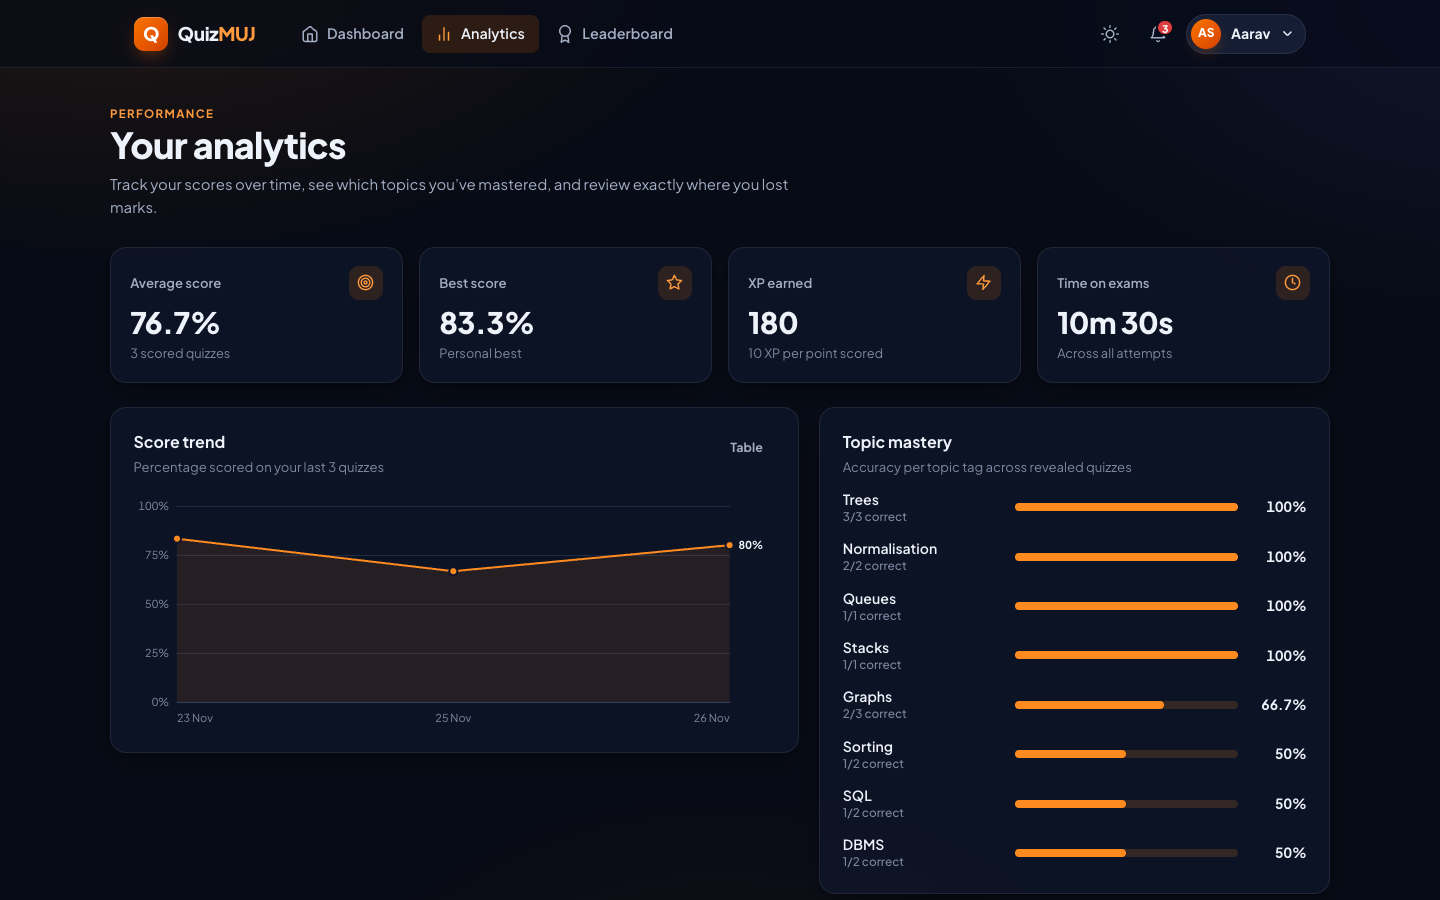 Q QuizMUJ Dashboard Analytics Leaderboard 3 AS Aarav
PERFORMANCE
Your analytics
Track your scores over time, see which topics you've mastered, and review exactly where you lost
marks.
Average score
76.7%
3 scored quizzes
Best score
83.3%
Personal best
XP earned
180
10 XP per point scored
Time on exams
10m 30s
Across all attempts
Score trend
Percentage scored on your last 3 quizzes
Table
100%
75%
50%
25%
0%
80%
23 Nov 25 Nov 26 Nov
Topic mastery
Accuracy per topic tag across revealed quizzes
Trees
3/3 correct
100%
Normalisation
2/2 correct
100%
Queues
1/1 correct
100%
Stacks
1/1 correct
100%
Graphs
2/3 correct
66.7%
Sorting
1/2 correct
50%
SQL
1/2 correct
50%
DBMS
1/2 correct
50%